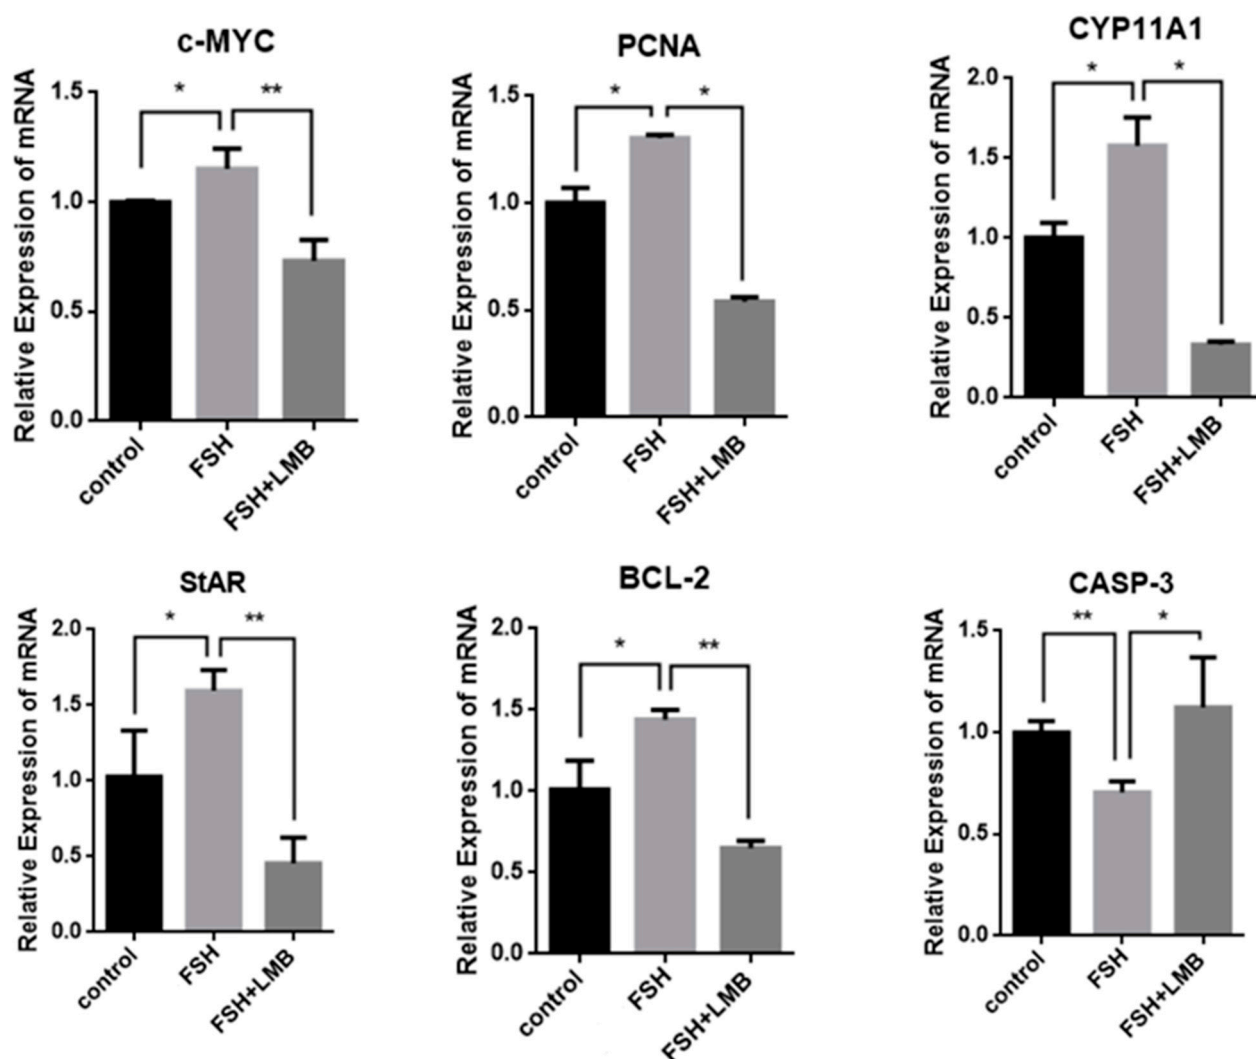 c-MYC
Relative Expression of mRNA
1.5
1.0
0.5
0.0
*
**
control
FSH
FSH+LMB
PCNA
Relative Expression of mRNA
1.5
1.0
0.5
0.0
*
*
control
FSH
FSH+LMB
CYP11A1
Relative Expression of mRNA
2.0
1.5
1.0
0.5
0.0
*
*
control
FSH
FSH+LMB
StAR
Relative Expression of mRNA
2.0
1.5
1.0
0.5
0.0
*
**
control
FSH
FSH+LMB
BCL-2
Relative Expression of mRNA
2.0
1.5
1.0
0.5
0.0
*
**
control
FSH
FSH+LMB
CASP-3
Relative Expression of mRNA
1.5
1.0
0.5
0.0
**
*
control
FSH
FSH+LMB